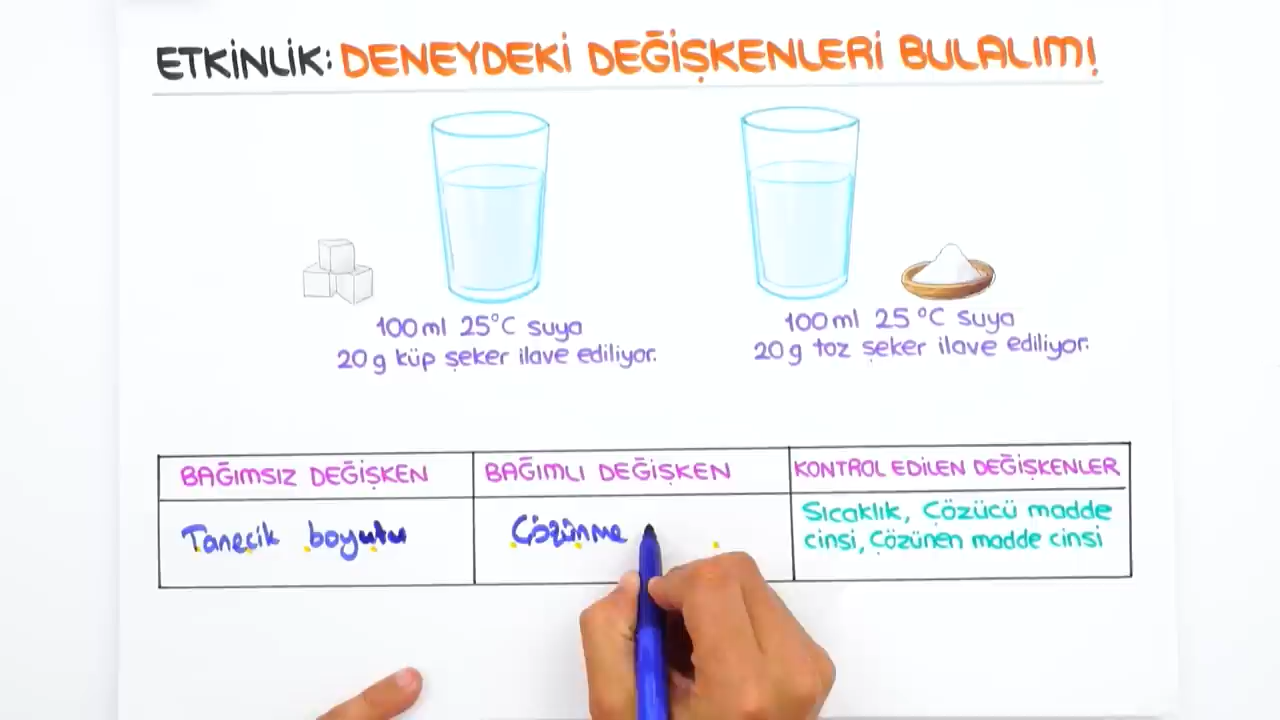 ETKİNLİK: DENEYDEKİ DEĞİŞKENLERİ BULALIM!
100 ml 25°C suya
20 g küp şeker ilave ediliyor.
100 ml 25 °C suya
20 g toz şeker ilave ediliyor.
BAĞIMSIZ DEĞİŞKEN
BAĞIMLI DEĞİŞKEN
KONTROL EDİLEN DEĞİŞKENLER
Tanecik boyutu
Çözünme
Sıcaklık, Çözücü madde
cinsi, Çözünen madde cinsi